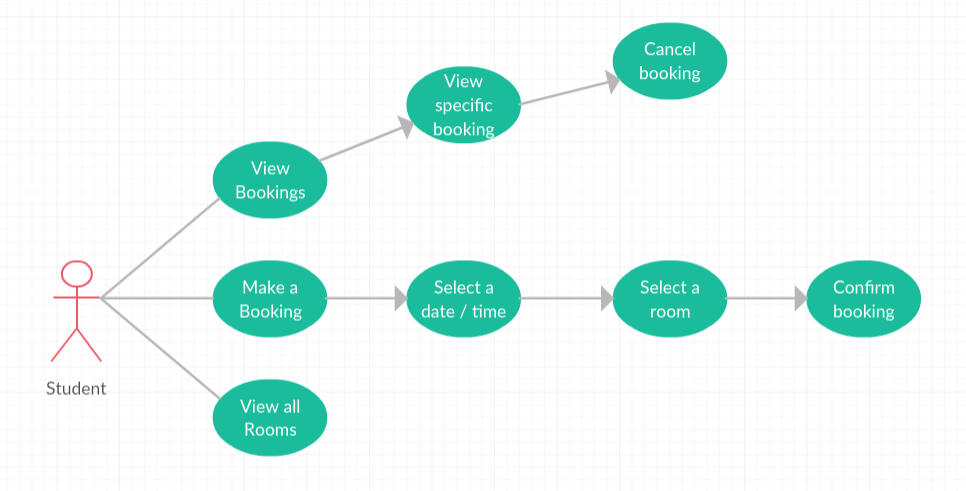 Cancel
booking
View
specific
booking
View
Bookings
Make a
Booking
Select a
date / time
Select a
room
Confirm
booking
Student
View all
Rooms